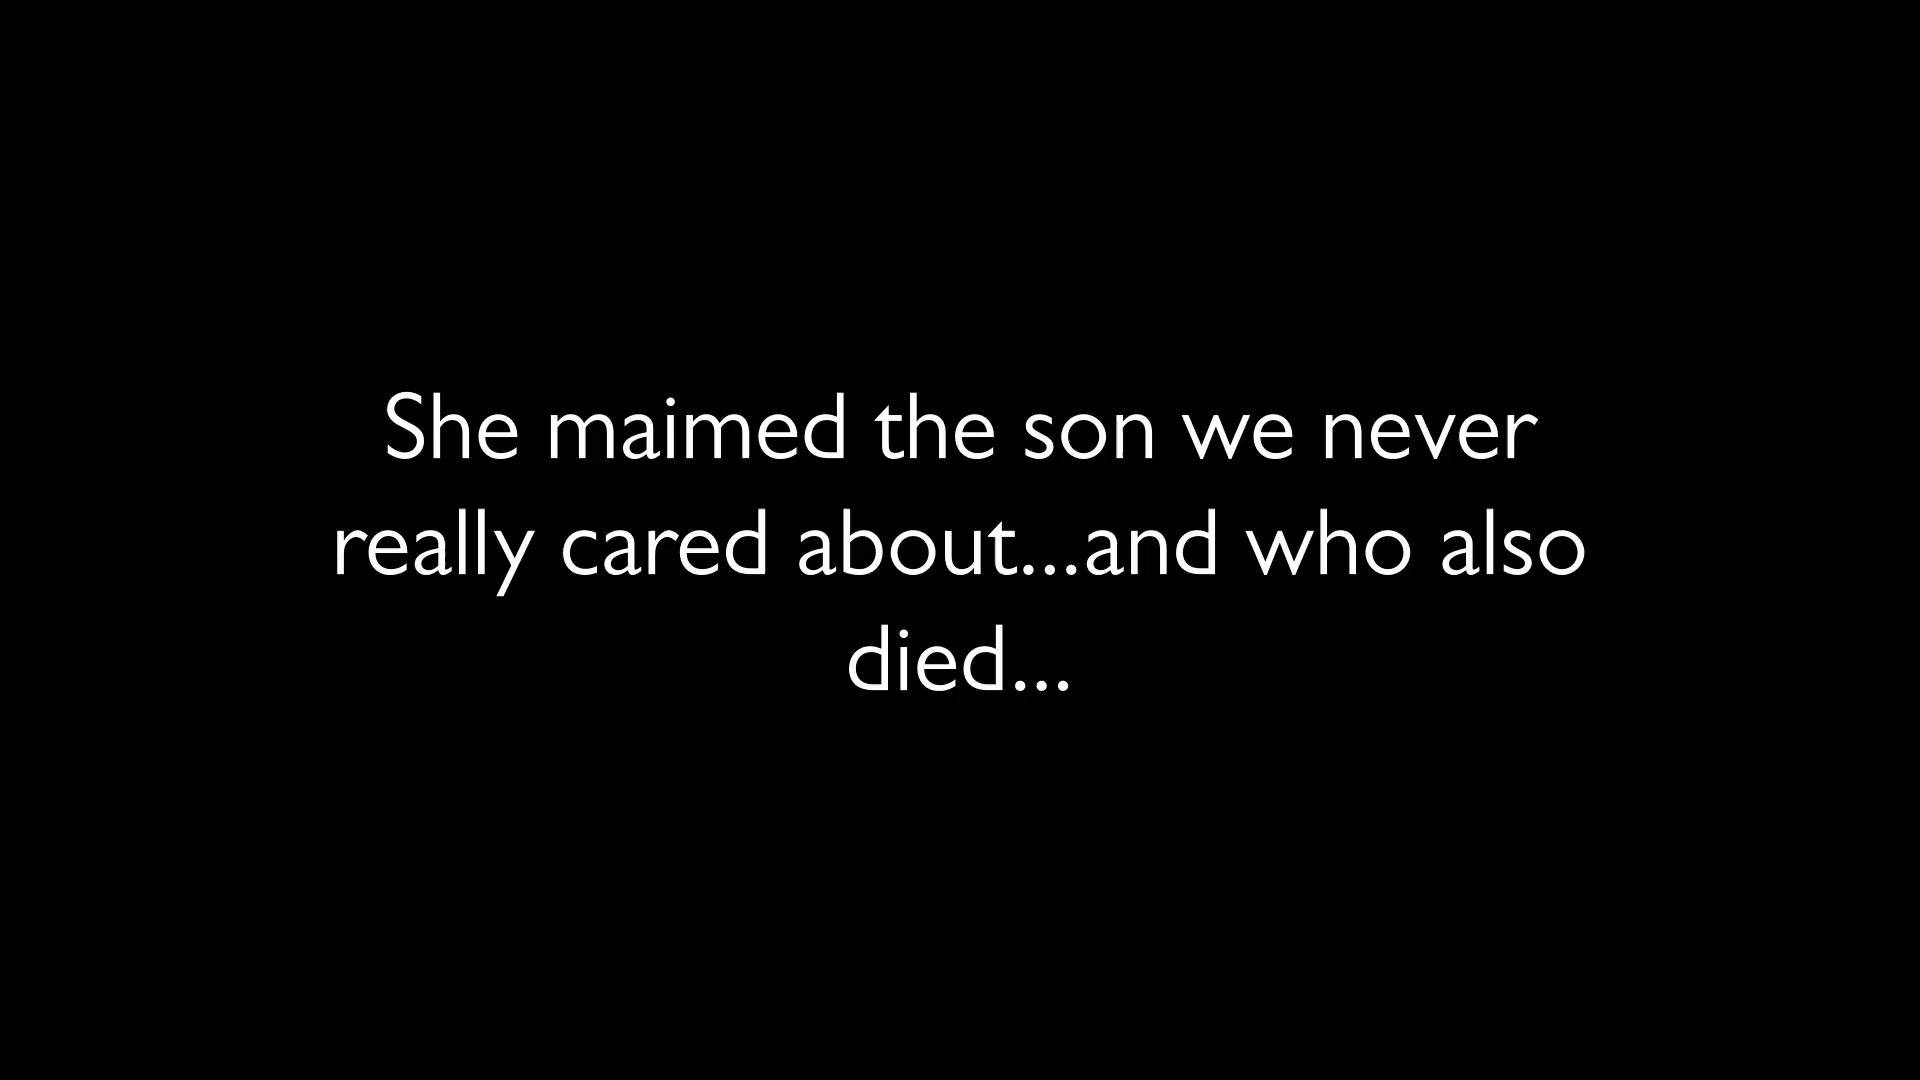 She maimed the son we never
really cared about...and who also
died...